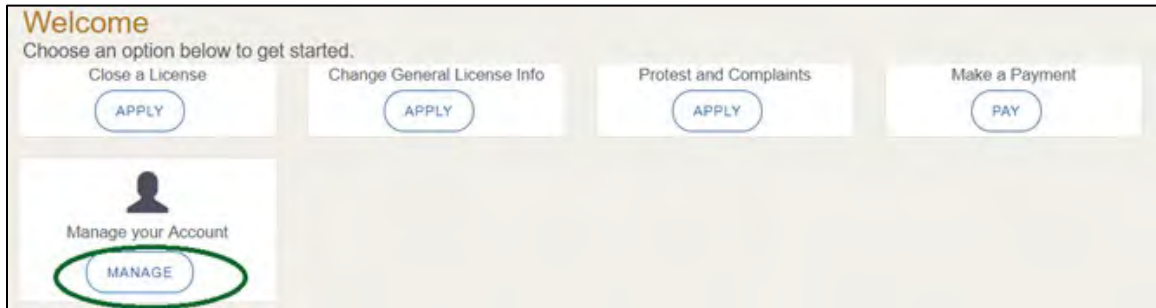 Welcome
Choose an option below to get started.
Close a License
APPLY
Change General License Info
APPLY
Protest and Complaints
APPLY
Make a Payment
PAY
Manage your Account
MANAGE